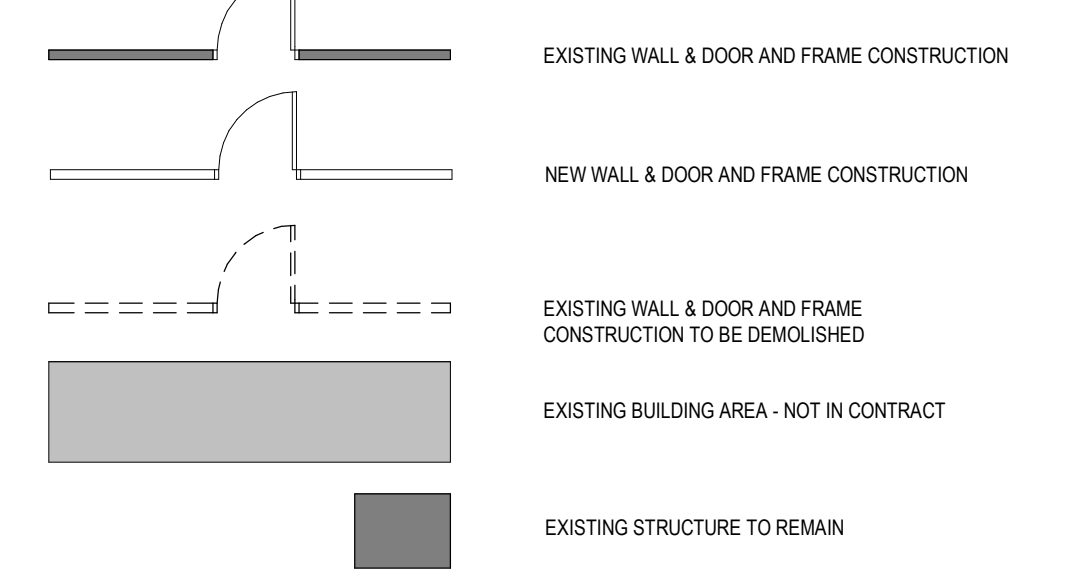 EXISTING WALL & DOOR AND FRAME CONSTRUCTION
NEW WALL & DOOR AND FRAME CONSTRUCTION
EXISTING WALL & DOOR AND FRAME
CONSTRUCTION TO BE DEMOLISHED
EXISTING BUILDING AREA - NOT IN CONTRACT
EXISTING STRUCTURE TO REMAIN